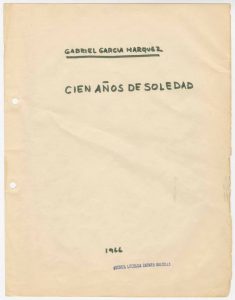 GABRIEL GARCIA MARQUEZ
CIEN AÑOS DE SOLEDAD
1966